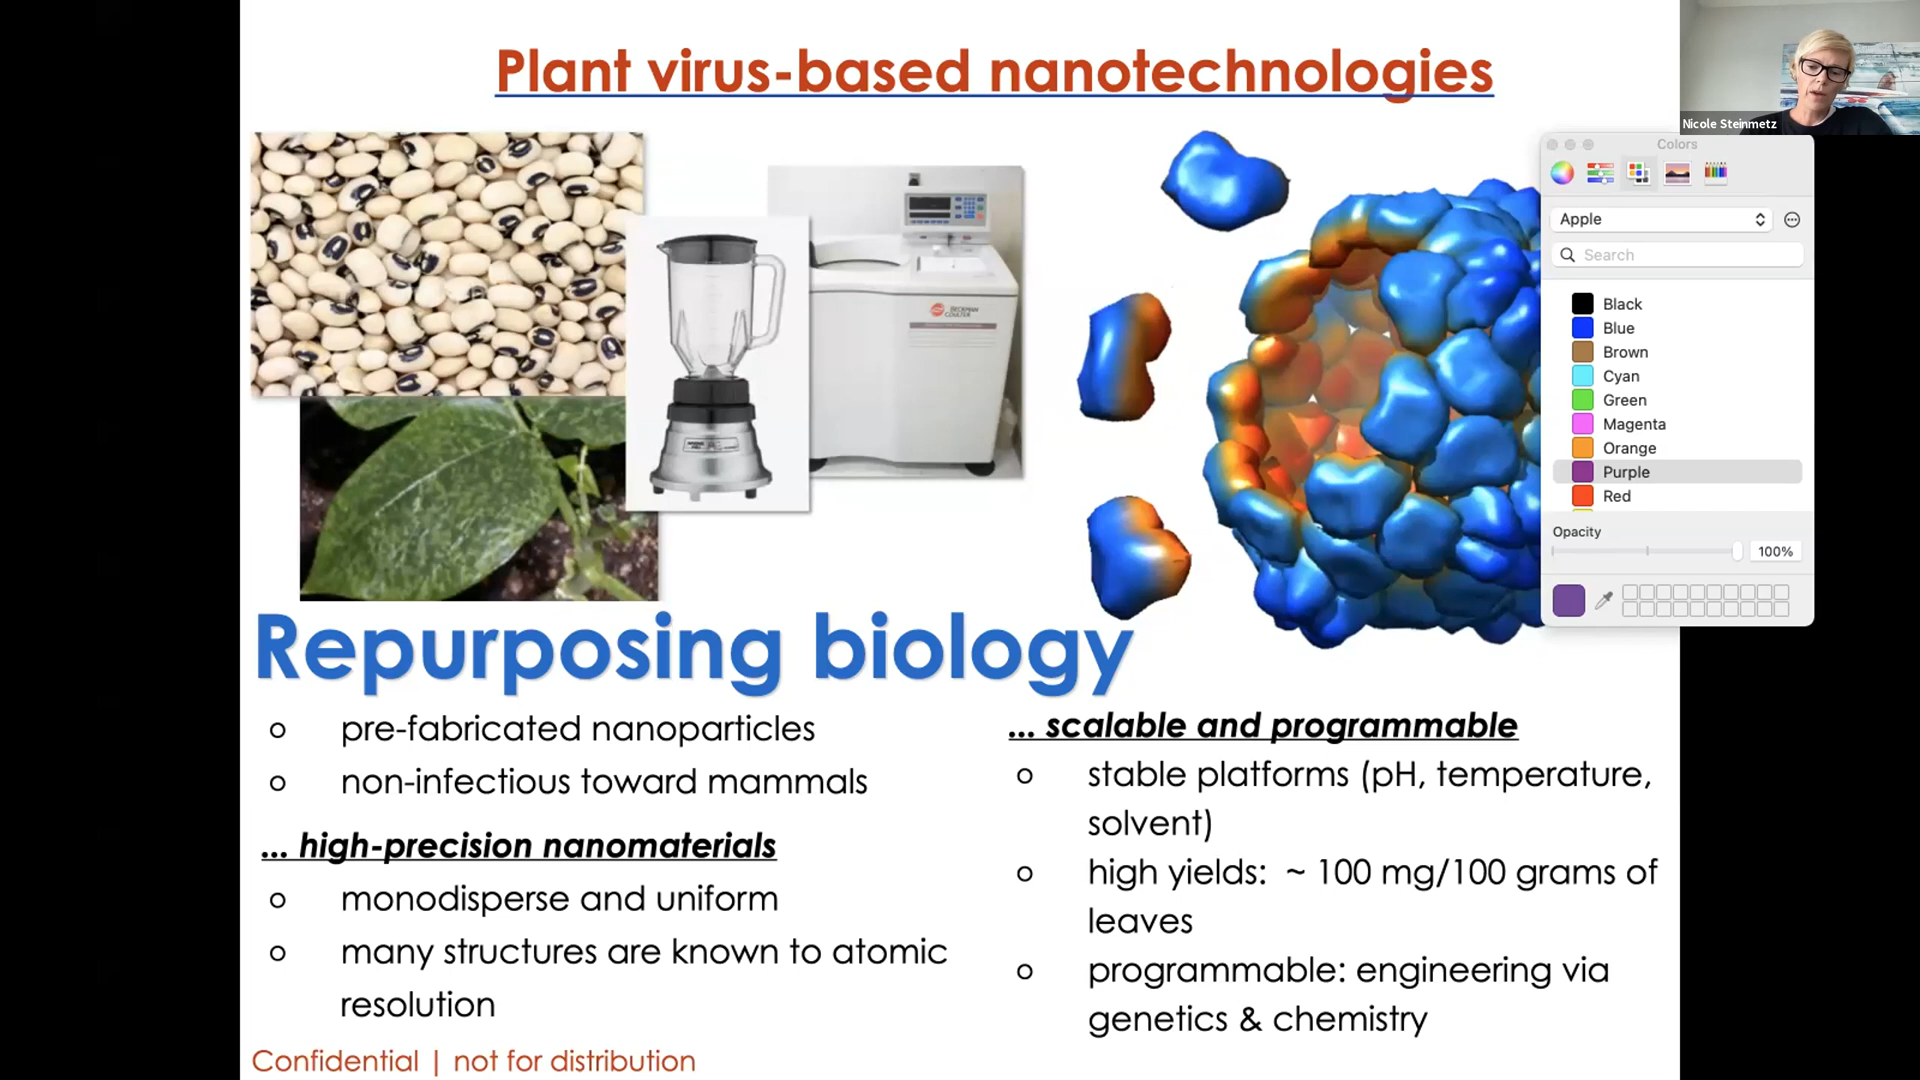 Plant virus-based nanotechnologies
Nicole Steinmetz
BECKMAN
COULTER
Colors
Apple
Search
Black
Blue
Brown
Cyan
Green
Magenta
Orange
Purple
Red
Opacity
100%
Repurposing biology
o pre-fabricated nanoparticles
o non-infectious toward mammals
... high-precision nanomaterials
o monodisperse and uniform
o many structures are known to atomic
resolution
... scalable and programmable
o stable platforms (pH, temperature,
solvent)
o high yields: ~ 100 mg/100 grams of
leaves
o programmable: engineering via
genetics & chemistry
Confidential | not for distribution